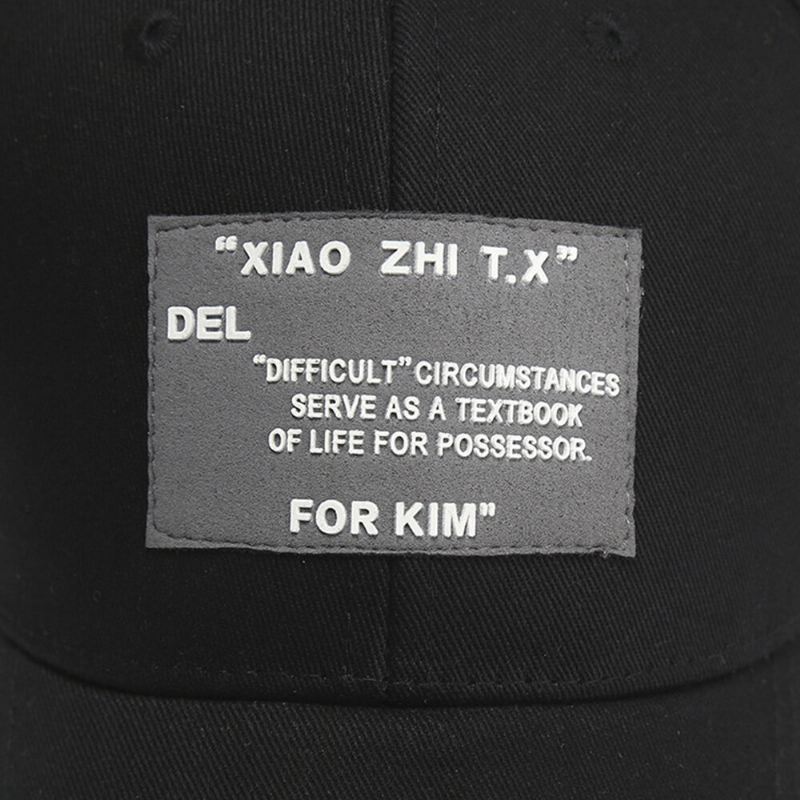 “XIAO ZHI T.X”
DEL
“DIFFICULT” CIRCUMSTANCES
SERVE AS A TEXTBOOK
OF LIFE FOR POSSESSOR.
FOR KIM"